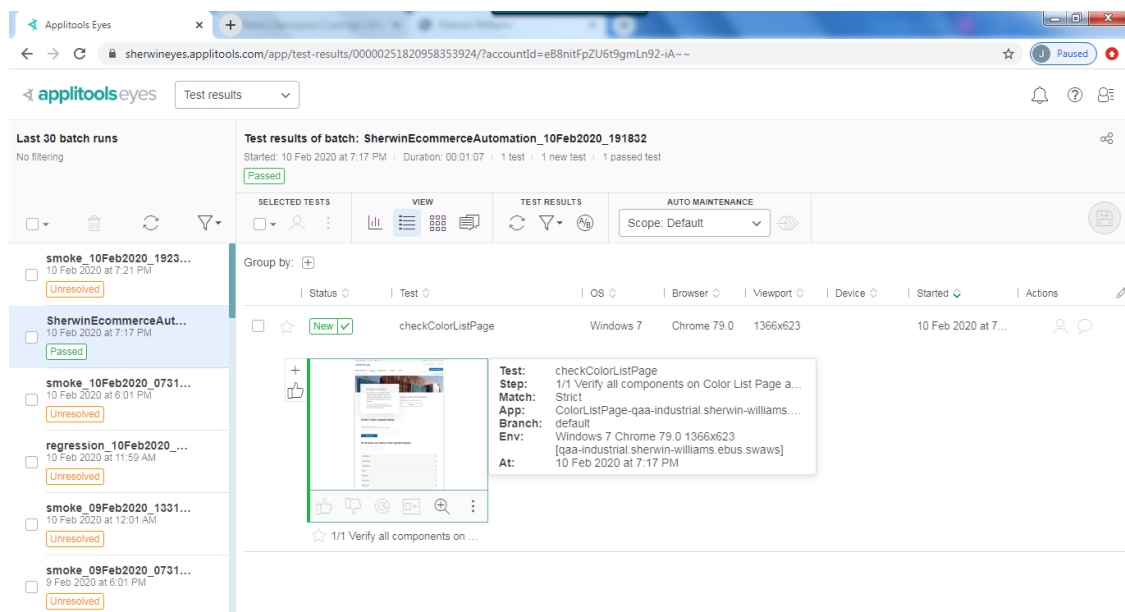 Applitools Eyes
sherwineyes.applitools.com/app/test-results/00000251820958353924/?accountId=eB8nitFpZU6t9gmLn92-iA~~
J Paused
applitools eyes
Test results
Last 30 batch runs
No filtering
Test results of batch: SherwinEcommerceAutomation_10Feb2020_191832
Started: 10 Feb 2020 at 7:17 PM Duration: 00:01:07 1 test 1 new test 1 passed test
Passed
SELECTED TESTS VIEW TEST RESULTS AUTO MAINTENANCE
A/B
Scope: Default
Group by:
Status Test OS Browser Viewport Device Started Actions
New checkColorListPage Windows 7 Chrome 79.0 1366x623 10 Feb 2020 at 7...
smoke_10Feb2020_1923...
10 Feb 2020 at 7:21 PM
Unresolved
SherwinEcommerceAut...
10 Feb 2020 at 7:17 PM
Passed
smoke_10Feb2020_0731...
10 Feb 2020 at 6:01 PM
Unresolved
regression_10Feb2020_...
10 Feb 2020 at 11:59 AM
Unresolved
smoke_09Feb2020_1331...
10 Feb 2020 at 12:01 AM
Unresolved
smoke_09Feb2020_0731...
9 Feb 2020 at 6:01 PM
Unresolved
Test: checkColorListPage
Step: 1/1 Verify all components on Color List Page a...
Match: Strict
App: ColorListPage-qaa-industrial.sherwin-williams....
Branch: default
Env: Windows 7 Chrome 79.0 1366x623
[qaa-industrial.sherwin-williams.ebus.swaws]
At: 10 Feb 2020 at 7:17 PM
1/1 Verify all components on ...